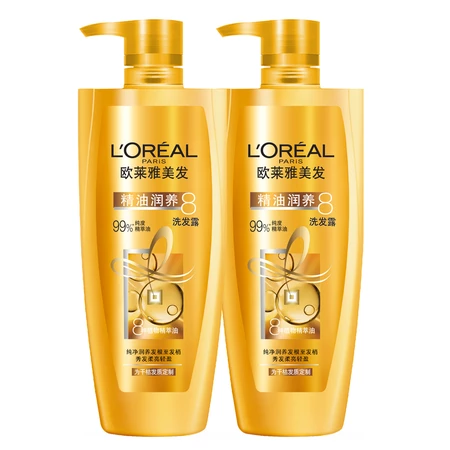 L'ORÉAL
PARIS
欧莱雅美发
精油润养8
洗发露
99%纯度
精萃油
纯净润养发根至发梢
秀发柔亮轻盈
为干枯发质定制
L'ORÉAL
PARIS
欧莱雅美发
精油润养8
洗发露
99%纯度
精萃油
纯净润养发根至发梢
秀发柔亮轻盈
为干枯发质定制